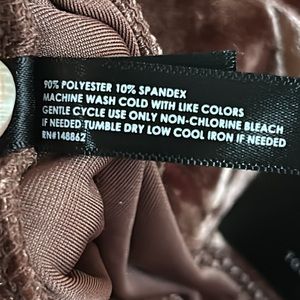 90% POLYESTER 10% SPANDEX
MACHINE WASH COLD WITH LIKE COLORS
GENTLE CYCLE USE ONLY NON-CHLORINE BLEACH
IF NEEDED TUMBLE DRY LOW COOL IRON IF NEEDED
RN#148862